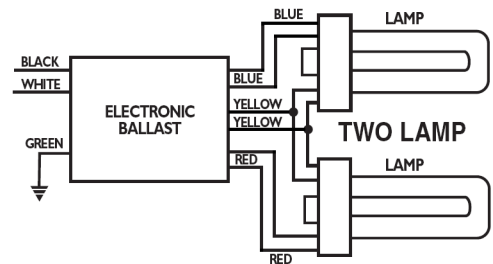 BLUE
LAMP
BLACK
BLUE
WHITE
YELLOW
ELECTRONIC
BALLAST
YELLOW
TWO LAMP
GREEN
RED
LAMP
RED